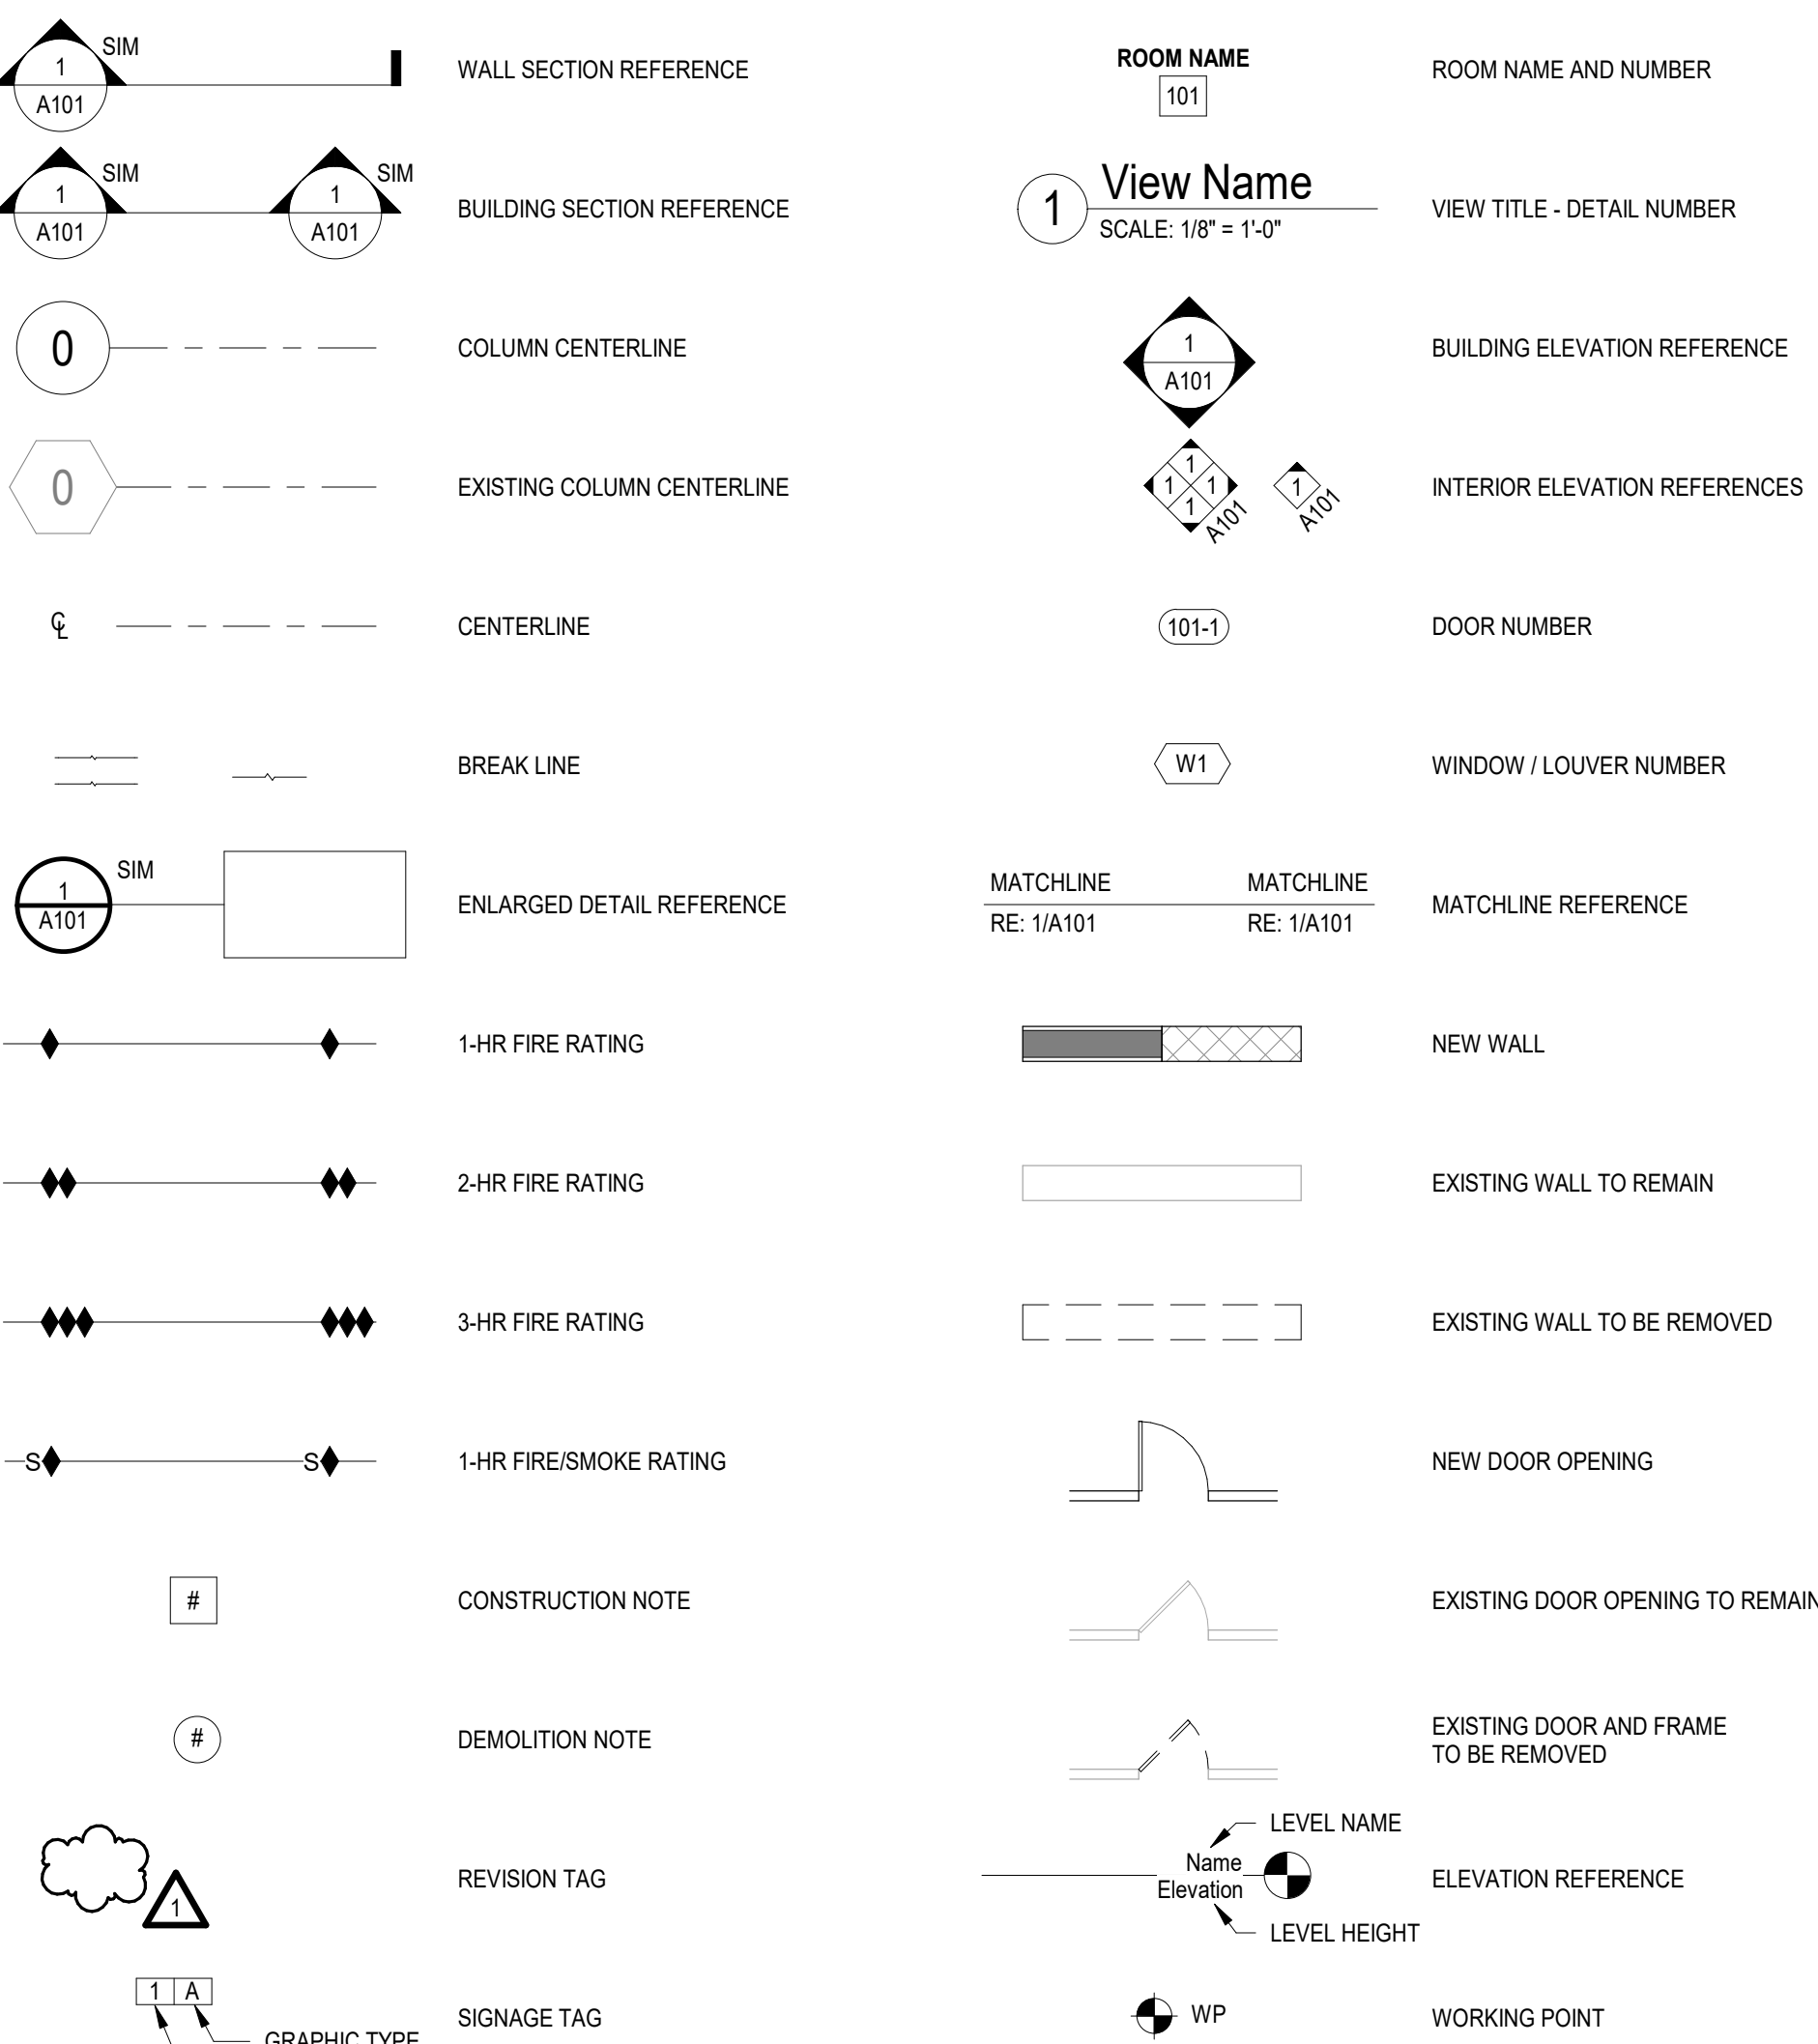 SIM
1
A101
WALL SECTION REFERENCE
SIM
1
A101
SIM
1
A101
BUILDING SECTION REFERENCE
0
COLUMN CENTERLINE
0
EXISTING COLUMN CENTERLINE
CL
CENTERLINE
BREAK LINE
SIM
1
A101
ENLARGED DETAIL REFERENCE
1-HR FIRE RATING
2-HR FIRE RATING
3-HR FIRE RATING
S S
1-HR FIRE/SMOKE RATING
#
CONSTRUCTION NOTE
#
DEMOLITION NOTE
1
REVISION TAG
1 A
GRAPHIC TYPE
SIGNAGE TAG
ROOM NAME
101
ROOM NAME AND NUMBER
1
View Name
SCALE: 1/8" = 1'-0"
VIEW TITLE - DETAIL NUMBER
1
A101
BUILDING ELEVATION REFERENCE
1
1 1
1
A101
1
A101
INTERIOR ELEVATION REFERENCES
101-1
DOOR NUMBER
W1
WINDOW / LOUVER NUMBER
MATCHLINE MATCHLINE
RE: 1/A101 RE: 1/A101
MATCHLINE REFERENCE
NEW WALL
EXISTING WALL TO REMAIN
EXISTING WALL TO BE REMOVED
NEW DOOR OPENING
EXISTING DOOR OPENING TO REMAIN
EXISTING DOOR AND FRAME
TO BE REMOVED
LEVEL NAME
Name
Elevation
LEVEL HEIGHT
ELEVATION REFERENCE
WP
WORKING POINT